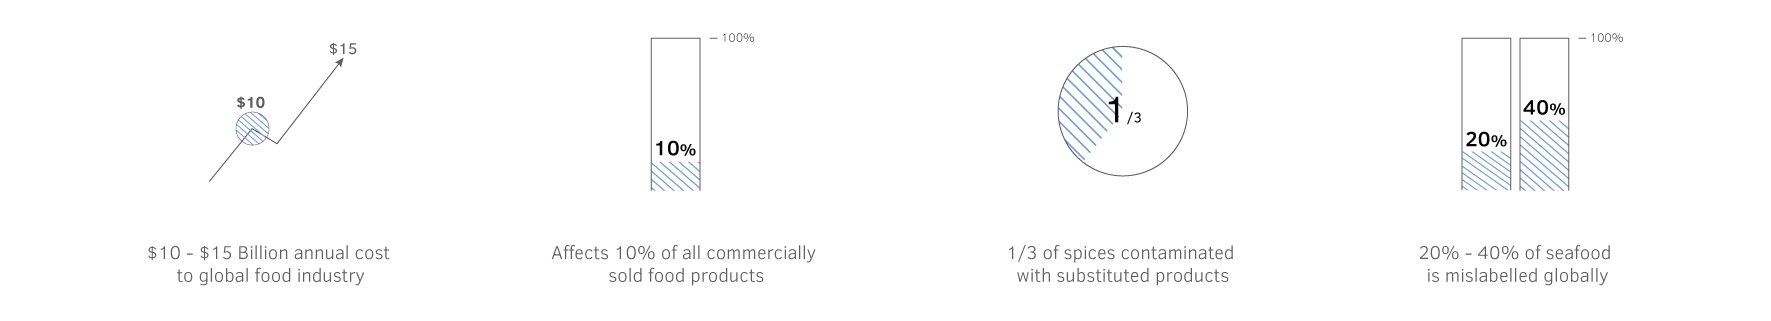 $15
$10
$10 - $15 Billion annual cost
to global food industry
– 100%
10%
Affects 10% of all commercially
sold food products
1/3
1/3 of spices contaminated
with substituted products
– 100%
40%
20%
20% - 40% of seafood
is mislabelled globally